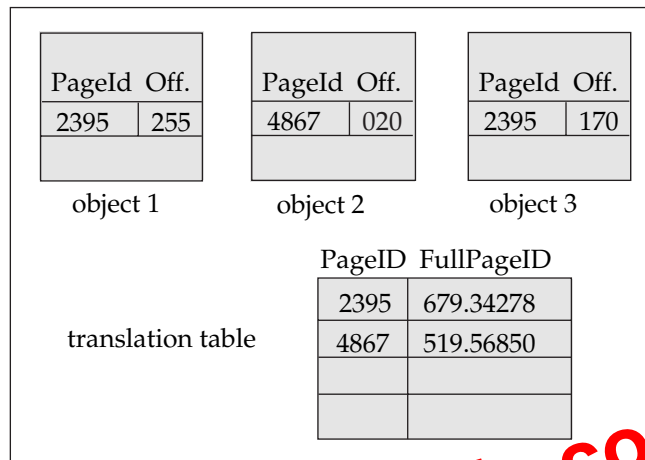 PageId Off. PageId Off. PageId Off.
2395 255 4867 020 2395 170
object 1 object 2 object 3
PageID FullPageID
2395 679.34278
translation table 4867 519.56850